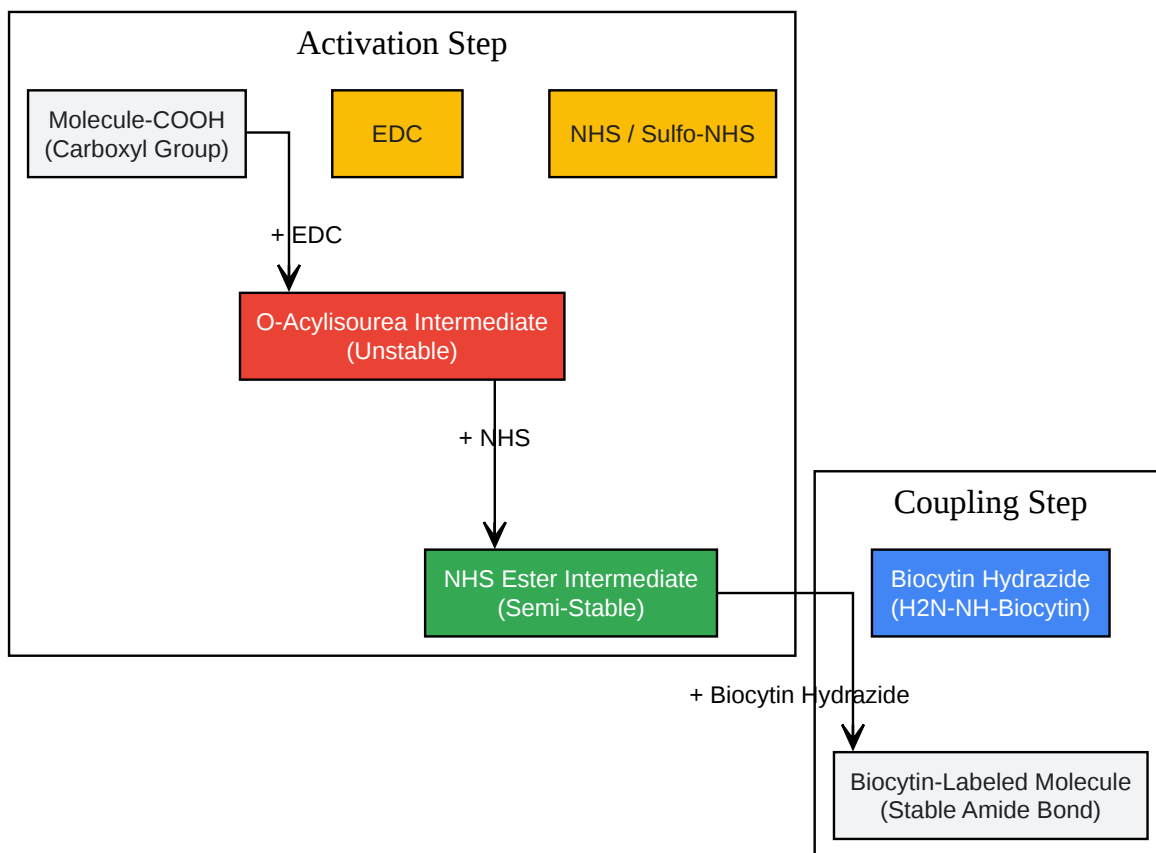 Activation Step
Molecule-COOH
(Carboxyl Group)
EDC
NHS / Sulfo-NHS
+ EDC
O-Acylisourea Intermediate
(Unstable)
+ NHS
NHS Ester Intermediate
(Semi-Stable)
Coupling Step
Biocytin Hydrazide
(H2N-NH-Biocytin)
+ Biocytin Hydrazide
Biocytin-Labeled Molecule
(Stable Amide Bond)